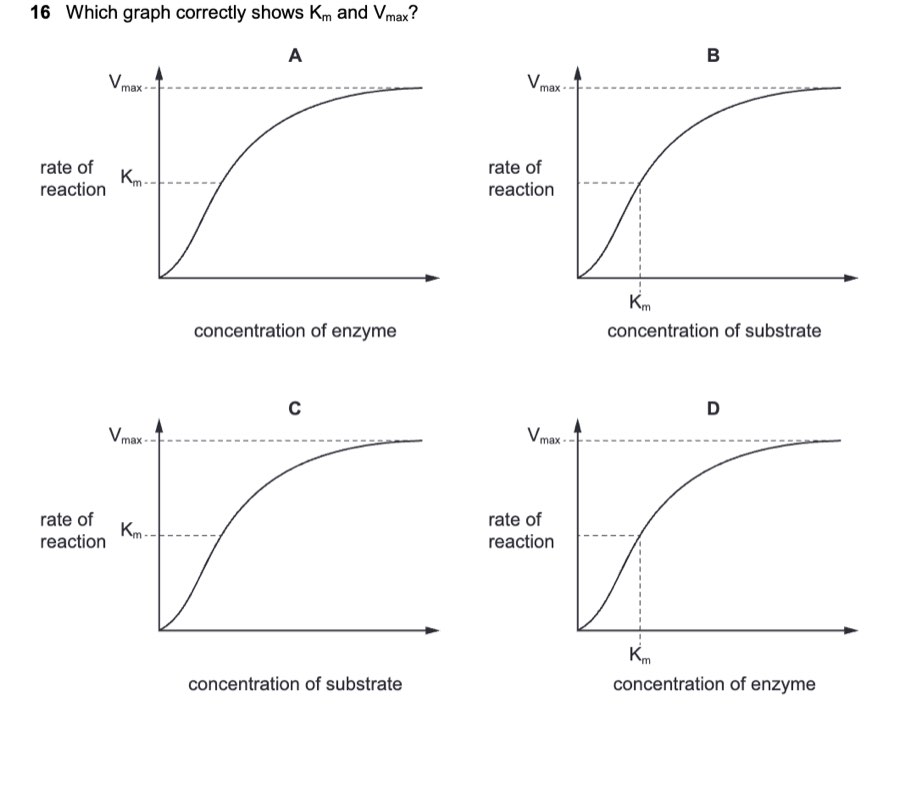 16 Which graph correctly shows Km and Vmax?
A
Vmax
rate of
reaction
Km
concentration of enzyme
B
Vmax
rate of
reaction
Km
concentration of substrate
C
Vmax
rate of
reaction
Km
concentration of substrate
D
Vmax
rate of
reaction
Km
concentration of enzyme